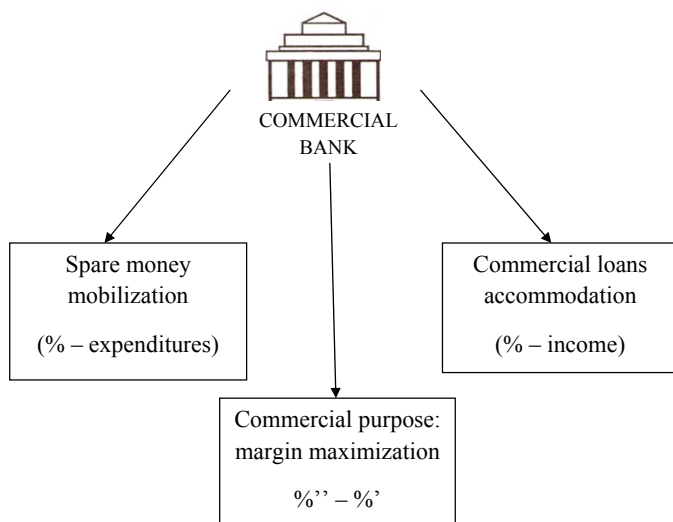 COMMERCIAL
BANK
Spare money
mobilization
(% – expenditures)
Commercial loans
accommodation
(% – income)
Commercial purpose:
margin maximization
%’’ – %’